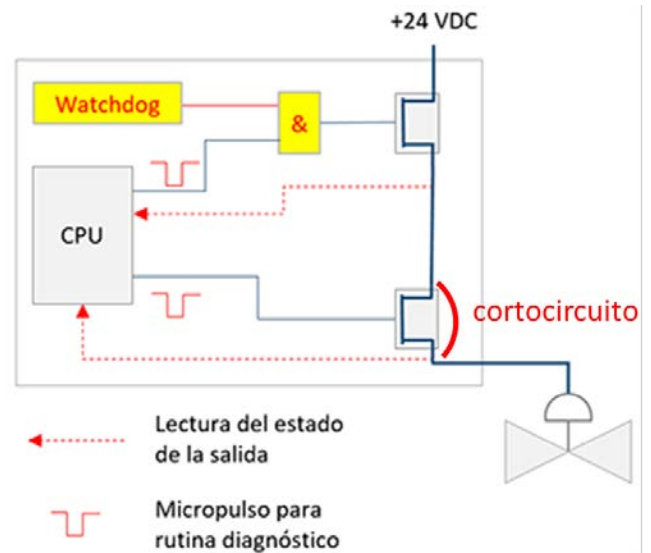 +24 VDC
Watchdog
&
CPU
cortocircuito
Lectura del estado
de la salida
Micropulso para
rutina diagnóstico